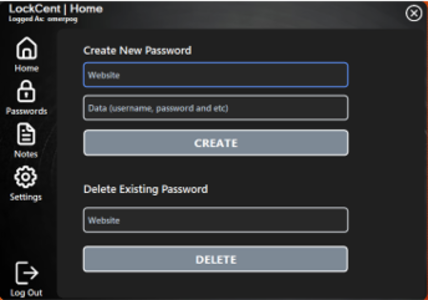 LockCent | Home
Logged As: omerpog
Home
Passwords
Notes
Settings
Log Out
Create New Password
Website
Data (username, password and etc)
CREATE
Delete Existing Password
Website
DELETE